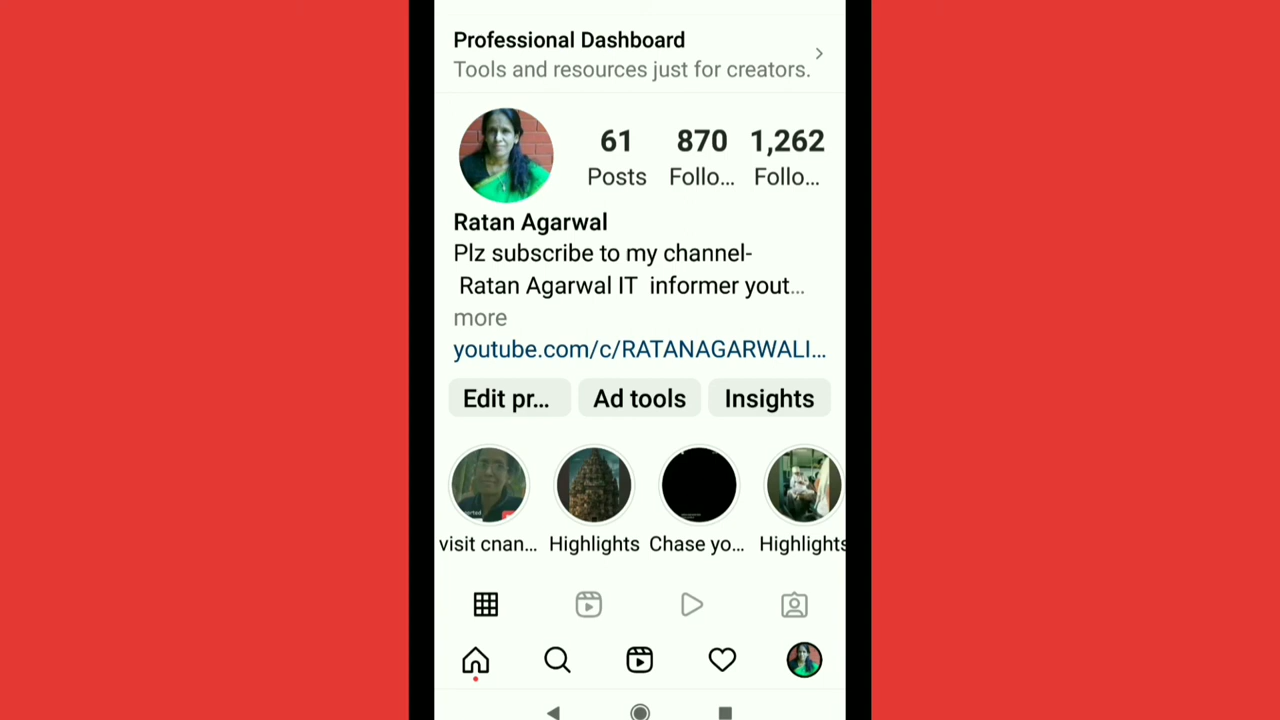 Professional Dashboard
Tools and resources just for creators.
61 870 1,262
Posts Follo... Follo...
Ratan Agarwal
Plz subscribe to my channel-
Ratan Agarwal IT informer yout...
more
youtube.com/c/RATANAGARWALI...
Edit pr... Ad tools Insights
visit cnan... Highlights Chase yo... Highlights